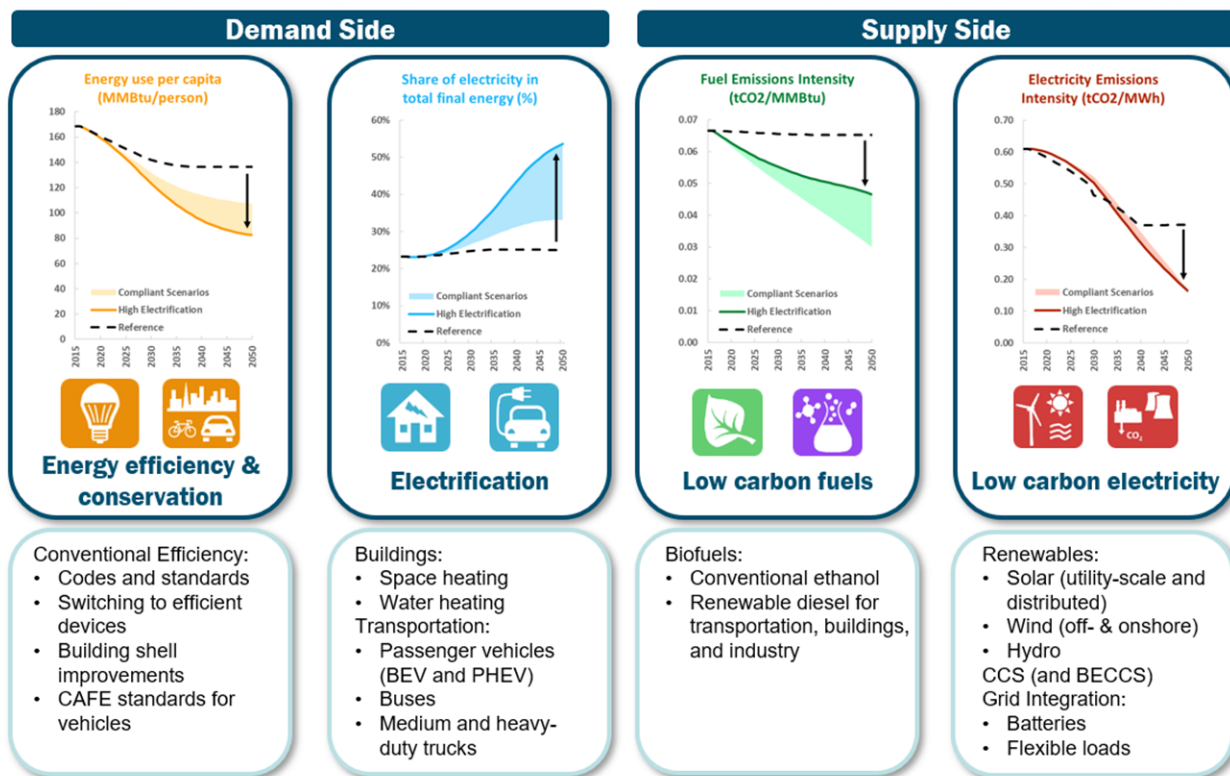 Demand Side
Supply Side
Energy use per capita
(MMBtu/person)
180
160
140
120
100
80
60
40
20
0
Compliant Scenarios
High Electrification
Reference
2015
2020
2025
2030
2035
2040
2045
2050
Energy efficiency &
conservation
Share of electricity in
total final energy (%)
60%
50%
40%
30%
20%
10%
0%
Compliant Scenarios
High Electrification
Reference
2015
2020
2025
2030
2035
2040
2045
2050
Electrification
Fuel Emissions Intensity
(tCO2/MMBtu)
0.07
0.06
0.05
0.04
0.03
0.02
0.01
0.00
Compliant Scenarios
High Electrification
Reference
2015
2020
2025
2030
2035
2040
2045
2050
Low carbon fuels
Electricity Emissions
Intensity (tCO2/MWh)
0.70
0.60
0.50
0.40
0.30
0.20
0.10
0.00
Compliant Scenarios
High Electrification
Reference
2015
2020
2025
2030
2035
2040
2045
2050
CO₂
Low carbon electricity
Conventional Efficiency:
• Codes and standards
• Switching to efficient
devices
• Building shell
improvements
• CAFE standards for
vehicles
Buildings:
• Space heating
• Water heating
Transportation:
• Passenger vehicles
(BEV and PHEV)
• Buses
• Medium and heavy-
duty trucks
Biofuels:
• Conventional ethanol
• Renewable diesel for
transportation, buildings,
and industry
Renewables:
• Solar (utility-scale and
distributed)
• Wind (off- & onshore)
• Hydro
CCS (and BECCS)
Grid Integration:
• Batteries
• Flexible loads